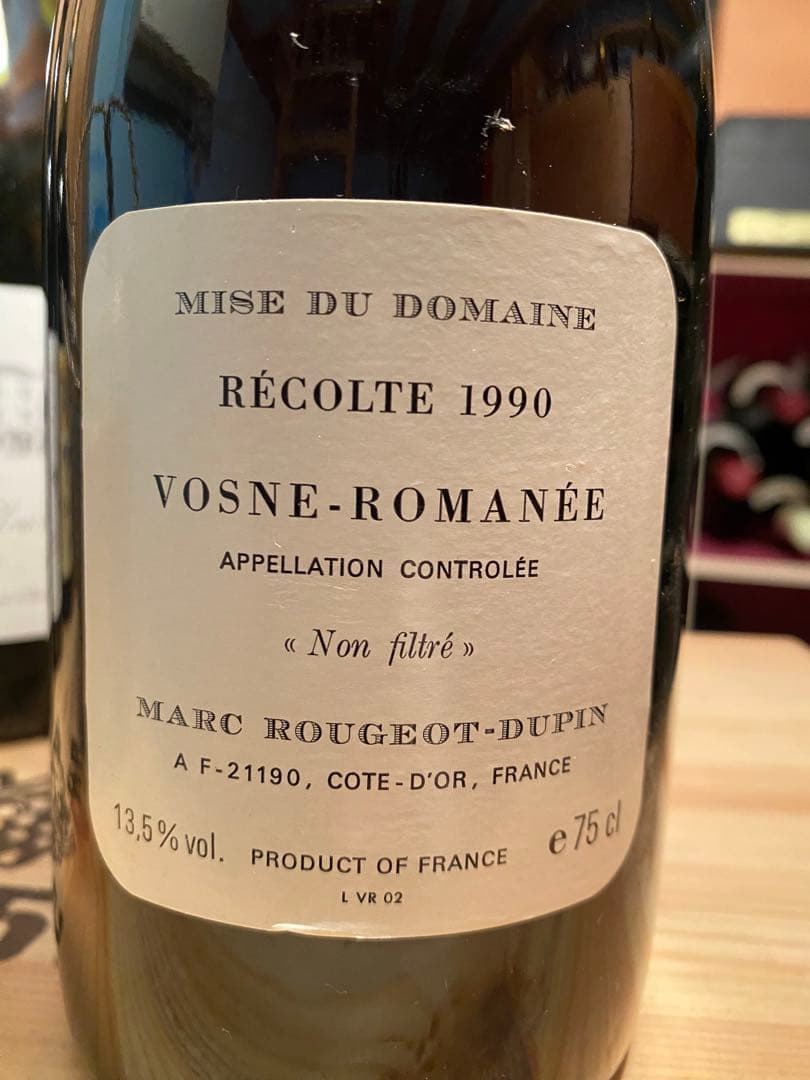 MISE DU DOMAINE
RÉCOLTE 1990
VOSNE-ROMANÉE
APPELLATION CONTROLÉE
« Non filtré »
MARC ROUGEOT-DUPIN
A F-21190, COTE-D'OR, FRANCE
13,5% vol. PRODUCT OF FRANCE e 75 cl
L VR 02